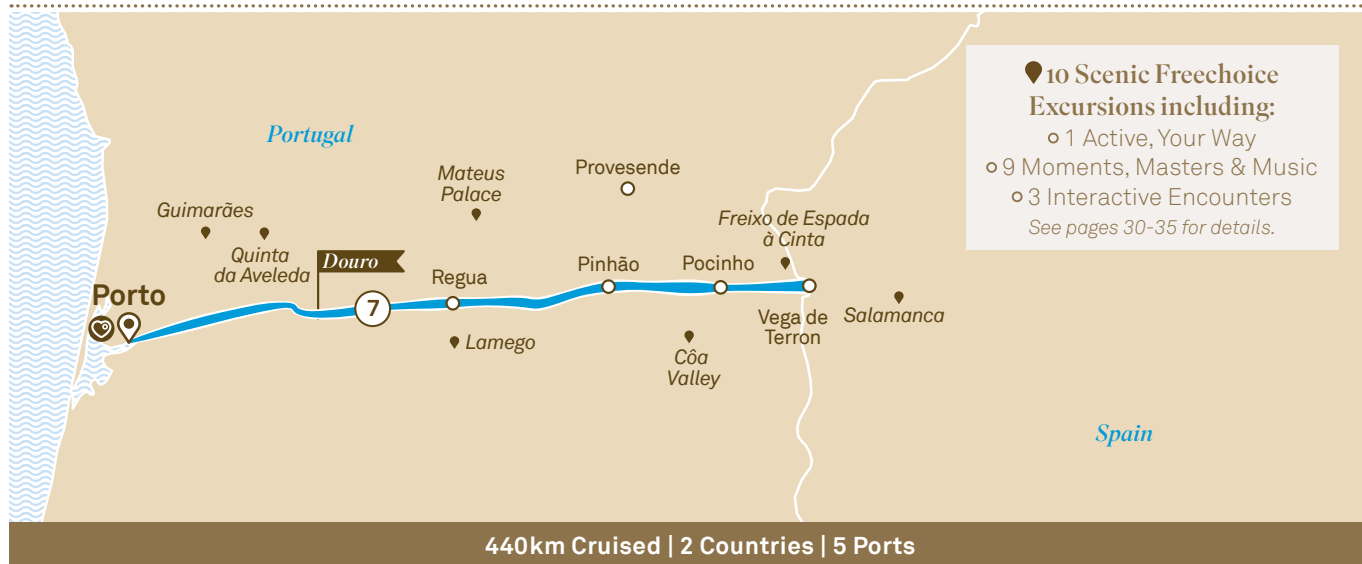 10 Scenic Freechoice
Excursions including:
1 Active, Your Way
9 Moments, Masters & Music
3 Interactive Encounters
See pages 30-35 for details.
Portugal
Mateus
Palace
Provesende
Guimarães
Quinta
da Aveleda
Freixo de Espada
à Cinta
Douro
Regua
Pinhão
Pocinho
Porto
7
Vega de
Terron
Salamanca
Lamego
Côa
Valley
Spain
440km Cruised | 2 Countries | 5 Ports